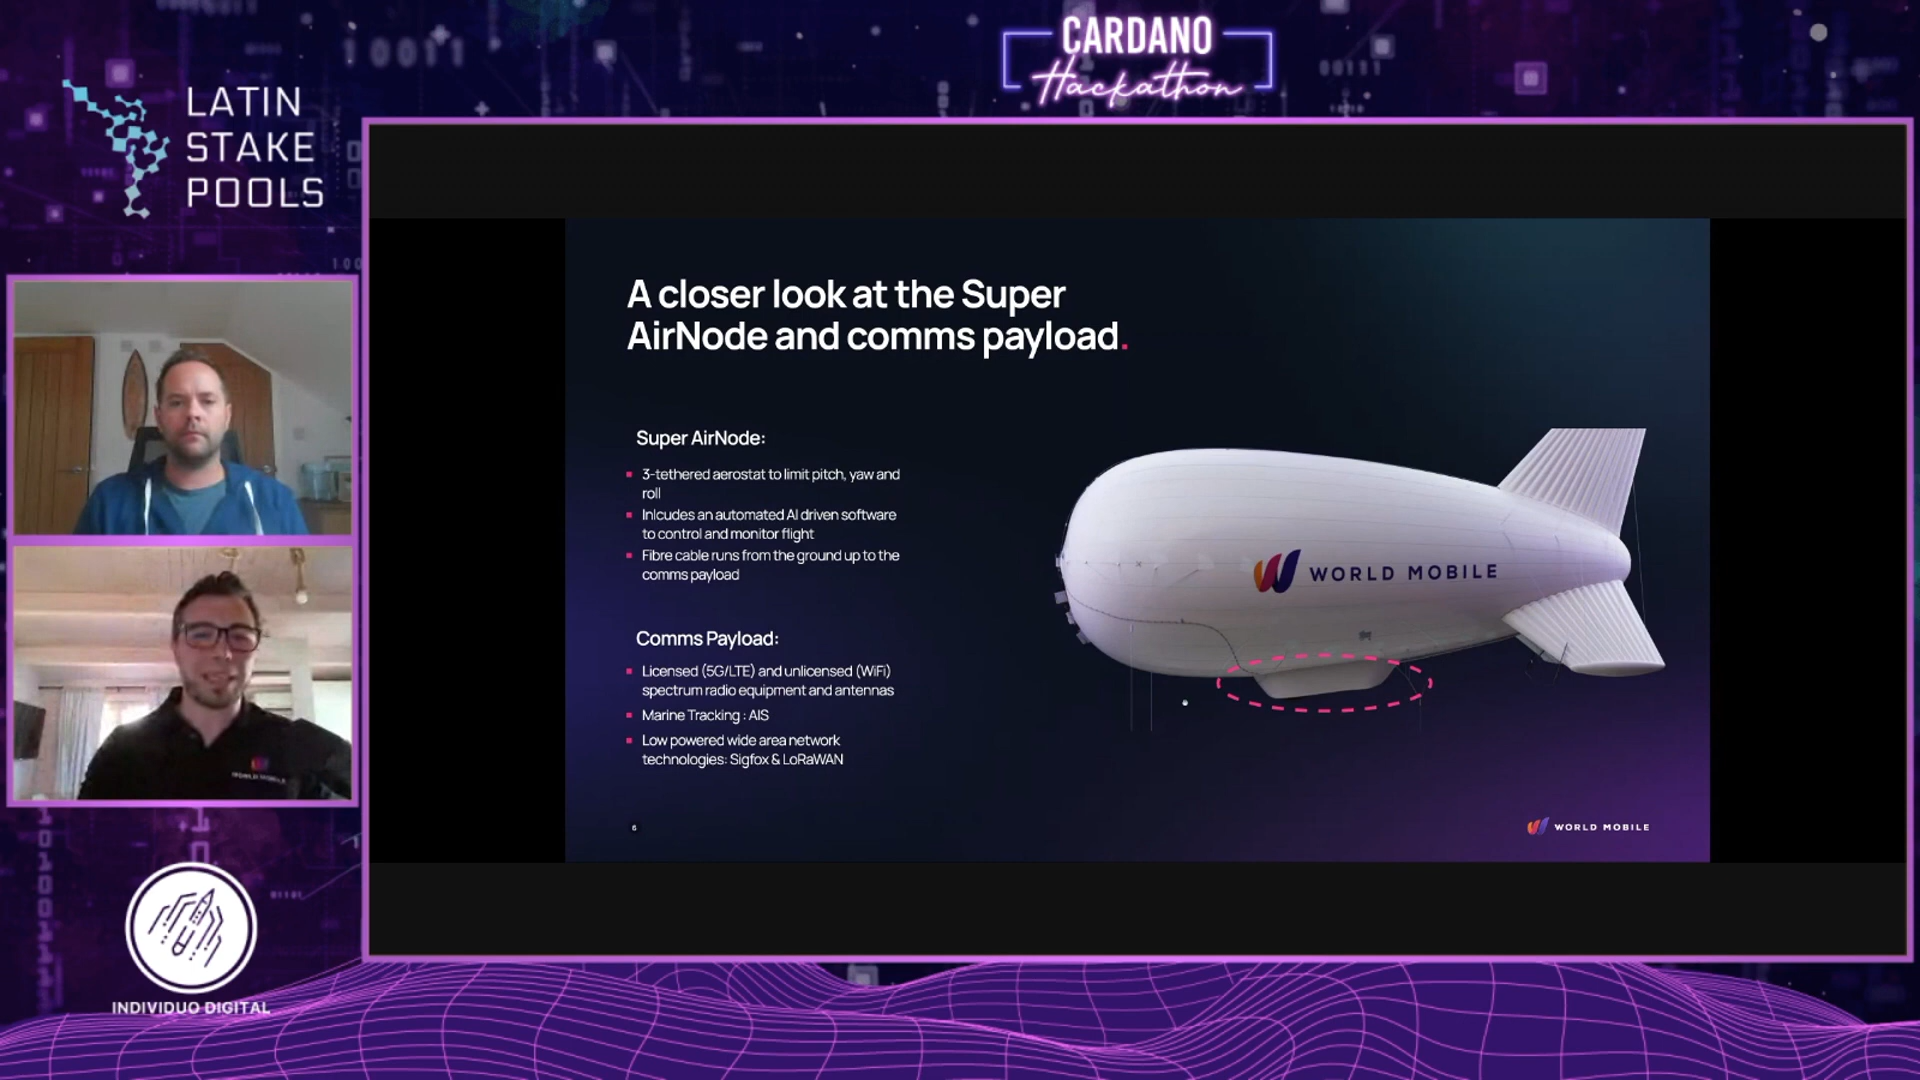 CARDANO
Hackathon
LATIN
STAKE
POOLS
A closer look at the Super
AirNode and comms payload.
Super AirNode:
3-tethered aerostat to limit pitch, yaw and
roll
Inlcudes an automated AI driven software
to control and monitor flight
Fibre cable runs from the ground up to the
comms payload
Comms Payload:
Licensed (5G/LTE) and unlicensed (WiFi)
spectrum radio equipment and antennas
Marine Tracking : AIS
Low powered wide area network
technologies: Sigfox & LoRaWAN
WORLD MOBILE
6
WORLD MOBILE
WORLD MOBILE
INDIVIDUO DIGITAL